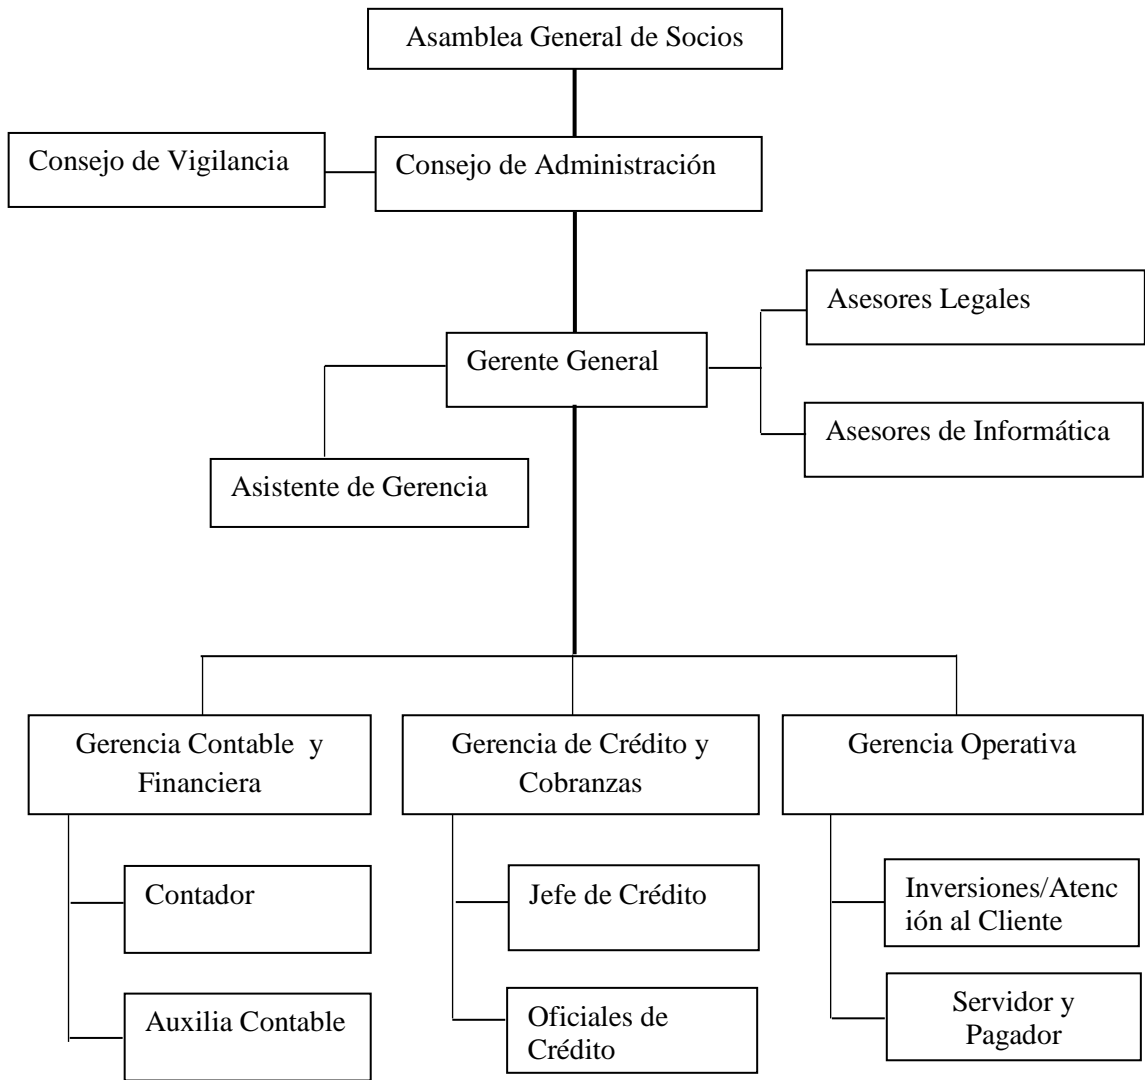 Asamblea General de Socios
Consejo de Vigilancia
Consejo de Administración
Asesores Legales
Gerente General
Asesores de Informática
Asistente de Gerencia
Gerencia Contable y
Financiera
Gerencia de Crédito y
Cobranzas
Gerencia Operativa
Contador
Jefe de Crédito
Inversiones/Atenc
ión al Cliente
Auxilia Contable
Oficiales de
Crédito
Servidor y
Pagador